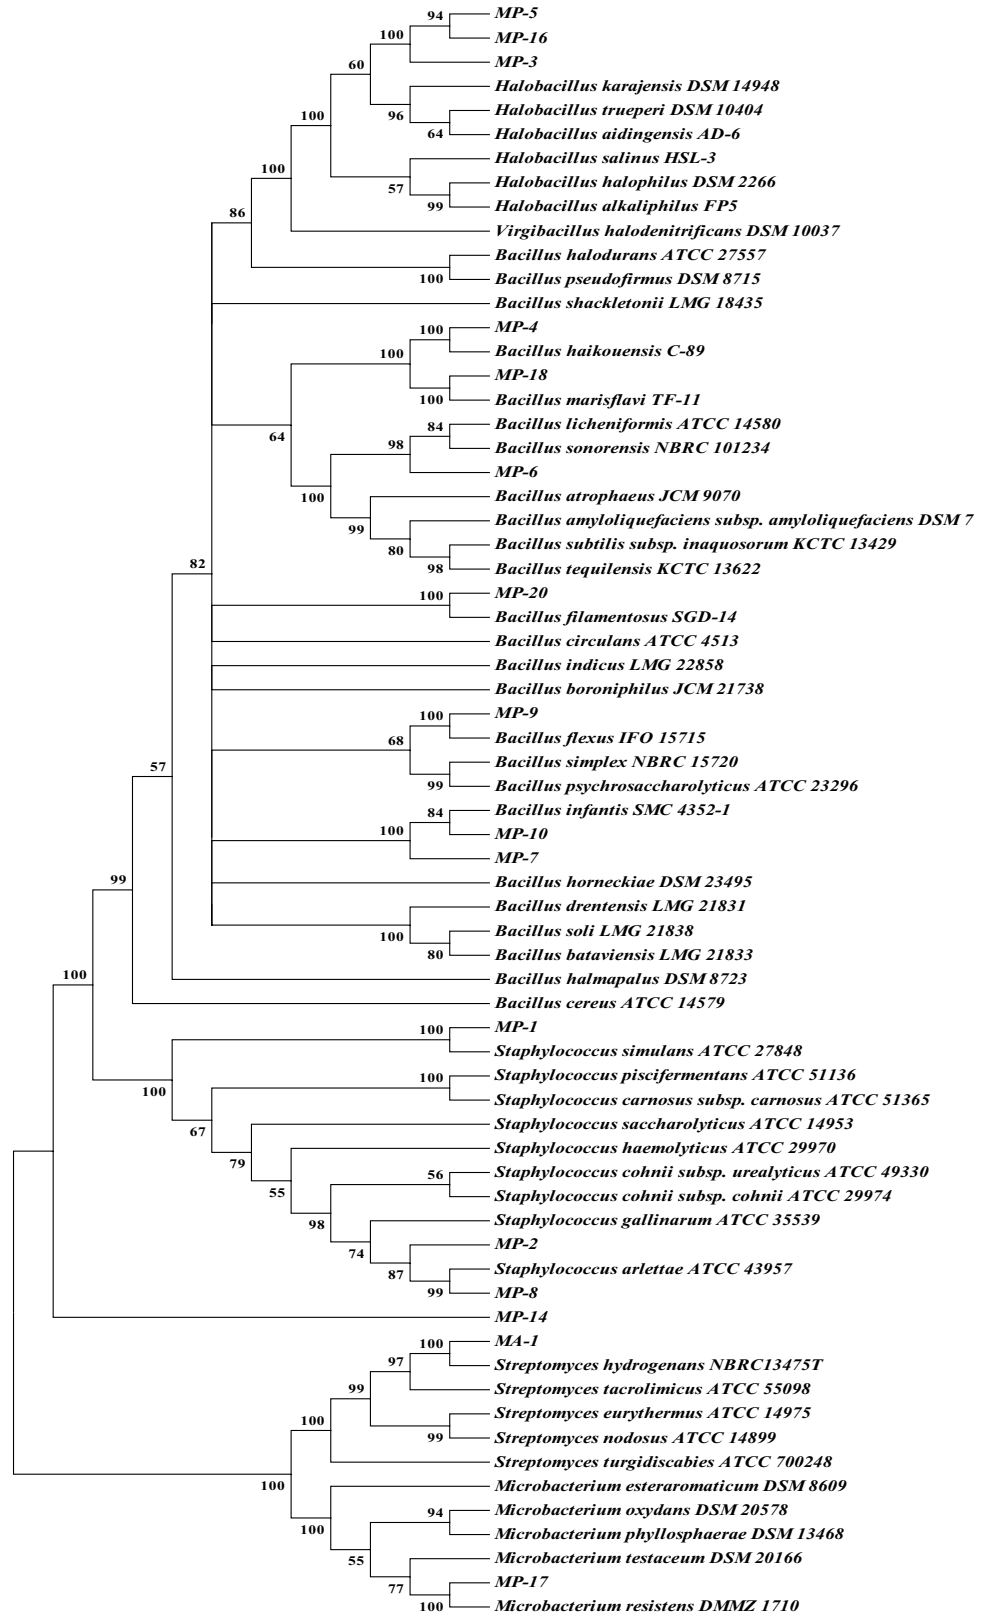 94 MP-5
100 MP-16
MP-3
60
Halobacillus karajensis DSM 14948
96 Halobacillus trueperi DSM 10404
100
64 Halobacillus aidingensis AD-6
Halobacillus salinus HSL-3
100
57 Halobacillus halophilus DSM 2266
99 Halobacillus alkaliphilus FP5
86
Virgibacillus halodenitrificans DSM 10037
Bacillus halodurans ATCC 27557
100 Bacillus pseudofirmus DSM 8715
Bacillus shackletonii LMG 18435
100 MP-4
100 Bacillus haikouensis C-89
MP-18
100 Bacillus marisflavi TF-11
84 Bacillus licheniformis ATCC 14580
64
98 Bacillus sonorensis NBRC 101234
MP-6
100 Bacillus atrophaeus JCM 9070
99 Bacillus amyloliquefaciens subsp. amyloliquefaciens DSM 7
80 Bacillus subtilis subsp. inaquosorum KCTC 13429
82
98 Bacillus tequilensis KCTC 13622
100 MP-20
Bacillus filamentosus SGD-14
Bacillus circulans ATCC 4513
Bacillus indicus LMG 22858
Bacillus boroniphilus JCM 21738
100 MP-9
68 Bacillus flexus IFO 15715
57 Bacillus simplex NBRC 15720
99 Bacillus psychrosaccharolyticus ATCC 23296
84 Bacillus infantis SMC 4352-1
100 MP-10
MP-7
99 Bacillus horneckiae DSM 23495
Bacillus drentensis LMG 21831
100 Bacillus soli LMG 21838
80 Bacillus bataviensis LMG 21833
100 Bacillus halmapalus DSM 8723
Bacillus cereus ATCC 14579
100 MP-1
Staphylococcus simulans ATCC 27848
100 100 Staphylococcus piscifermentans ATCC 51136
Staphylococcus carnosus subsp. carnosus ATCC 51365
67 Staphylococcus saccharolyticus ATCC 14953
79 Staphylococcus haemolyticus ATCC 29970
55 56 Staphylococcus cohnii subsp. urealyticus ATCC 49330
Staphylococcus cohnii subsp. cohnii ATCC 29974
98 Staphylococcus gallinarum ATCC 35539
74 MP-2
87 Staphylococcus arlettae ATCC 43957
99 MP-8
MP-14
100 MA-1
97 Streptomyces hydrogenans NBRC13475T
99 Streptomyces tacrolimicus ATCC 55098
100 Streptomyces eurythermus ATCC 14975
99 Streptomyces nodosus ATCC 14899
Streptomyces turgidiscabies ATCC 700248
100 Microbacterium esteraromaticum DSM 8609
94 Microbacterium oxydans DSM 20578
100 Microbacterium phyllosphaerae DSM 13468
55 Microbacterium testaceum DSM 20166
77 MP-17
100 Microbacterium resistens DMMZ 1710